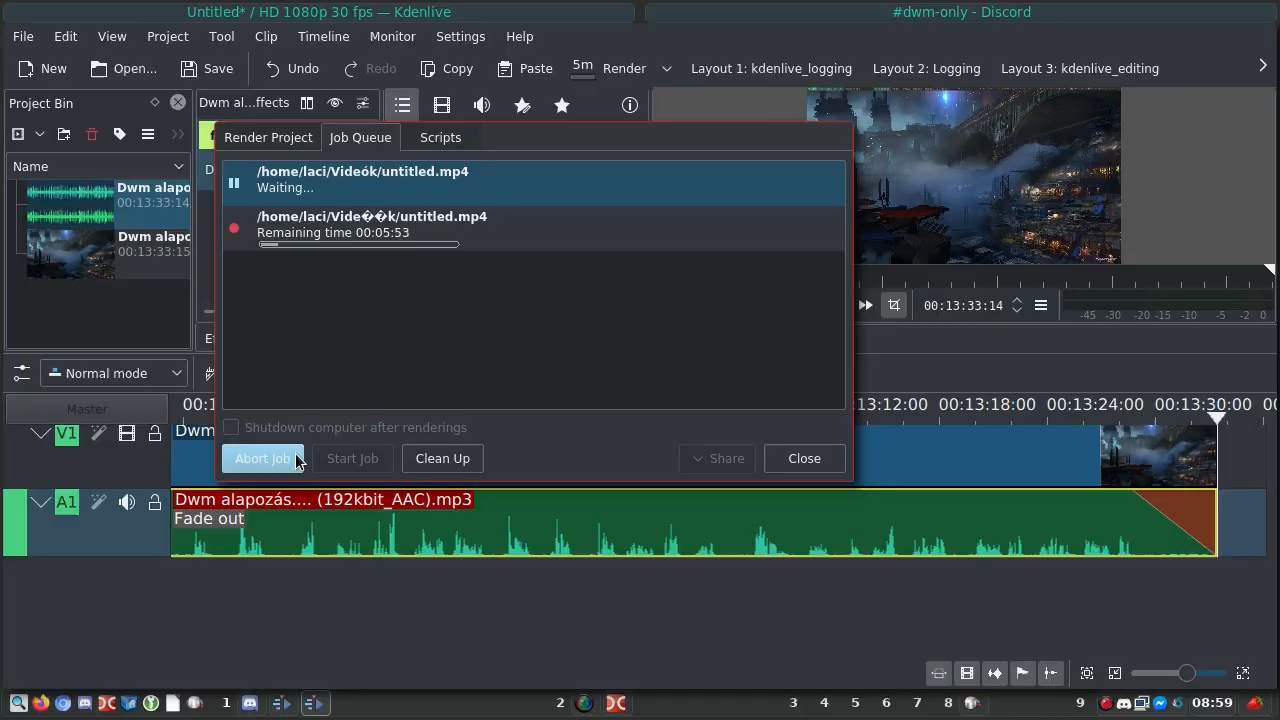 Untitled* / HD 1080p 30 fps — Kdenlive
#dwm-only - Discord
File Edit View Project Tool Clip Timeline Monitor Settings Help
New Open... Save Undo Redo Copy Paste 5m Render Layout 1: kdenlive_logging Layout 2: Logging Layout 3: kdenlive_editing
Project Bin
Dwm al...ffects
Render Project Job Queue Scripts
Name
Dwm alapo
00:13:33:14
Dwm alapo
00:13:33:15
/home/laci/Videók/untitled.mp4
Waiting...
/home/laci/Vide��k/untitled.mp4
Remaining time 00:05:53
00:13:33:14
-45 -30 -20 -15 -10 -5 -2 0
Normal mode
Master
00:1
13:12:00 00:13:18:00 00:13:24:00 00:13:30:00 00
Shutdown computer after renderings
Abort Job Start Job Clean Up Share Close
V1
Dwm
A1
Dwm alapozás.... (192kbit_AAC).mp3
Fade out
1 2 3 4 5 6 7 8 9 08:59